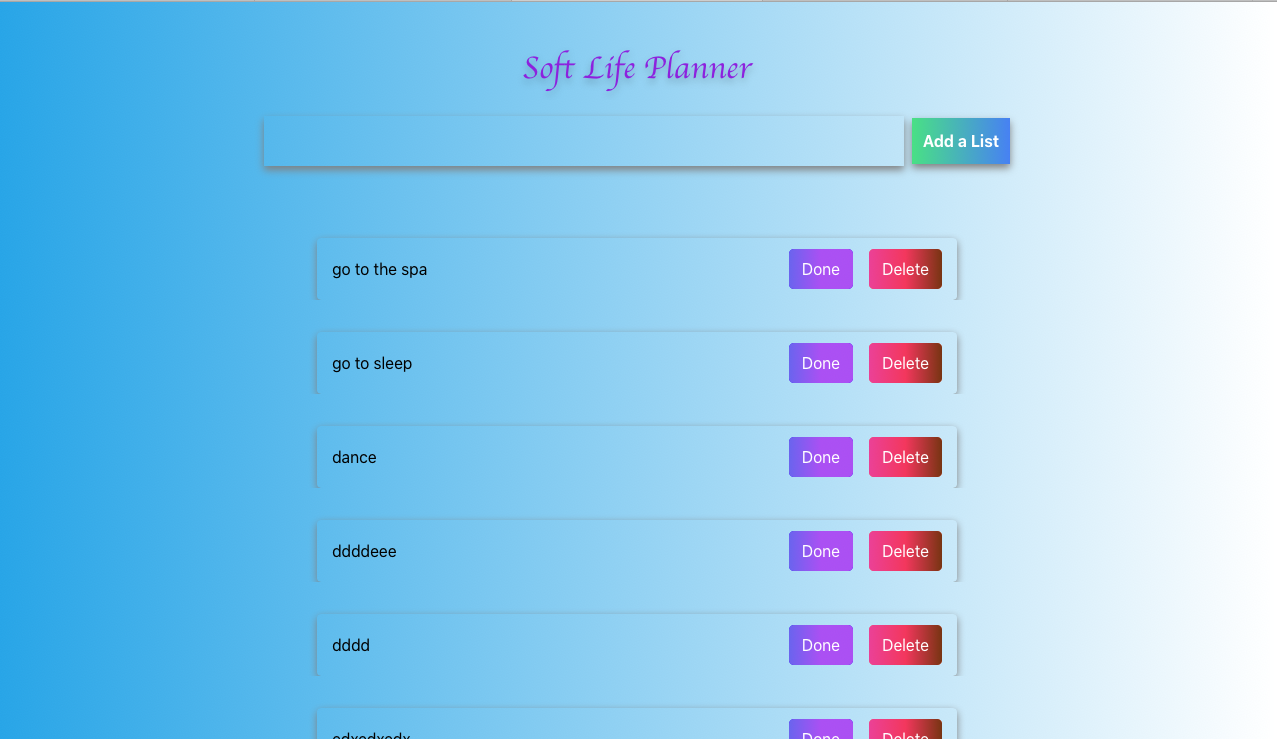 Soft Life Planner
Add a List
go to the spa Done Delete
go to sleep Done Delete
dance Done Delete
ddddeee Done Delete
dddd Done Delete
Done Delete